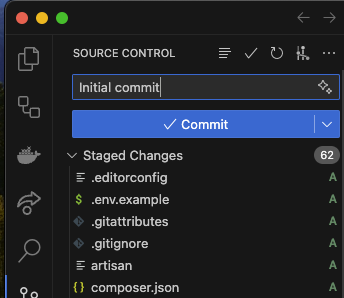 SOURCE CONTROL
Initial commit
Commit
Staged Changes 62
.editorconfig A
$ .env.example A
.gitattributes A
.gitignore A
artisan A
{} composer.json A